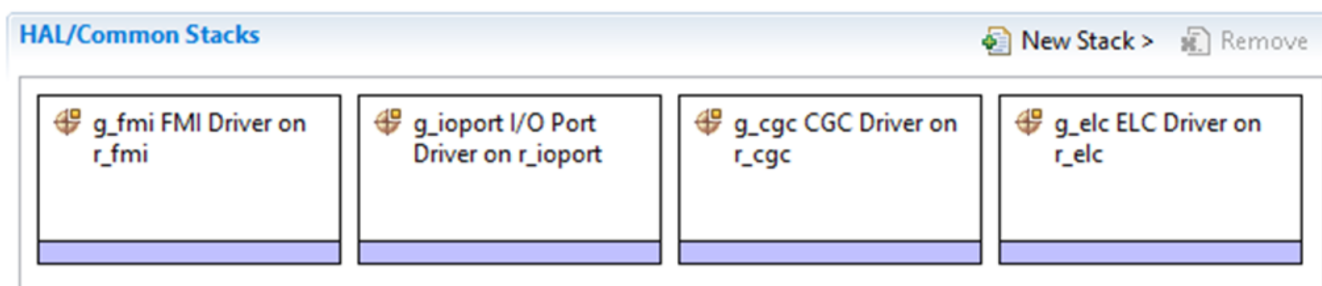 HAL/Common Stacks
New Stack >
Remove
g_fmi FMI Driver on
r_fmi
g_ioport I/O Port
Driver on r_ioport
g_cgc CGC Driver on
r_cgc
g_elc ELC Driver on
r_elc